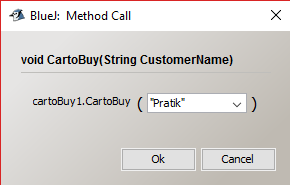 BlueJ: Method Call
void CartoBuy(String CustomerName)
cartoBuy1.CartoBuy ( "Pratik" )
Ok Cancel